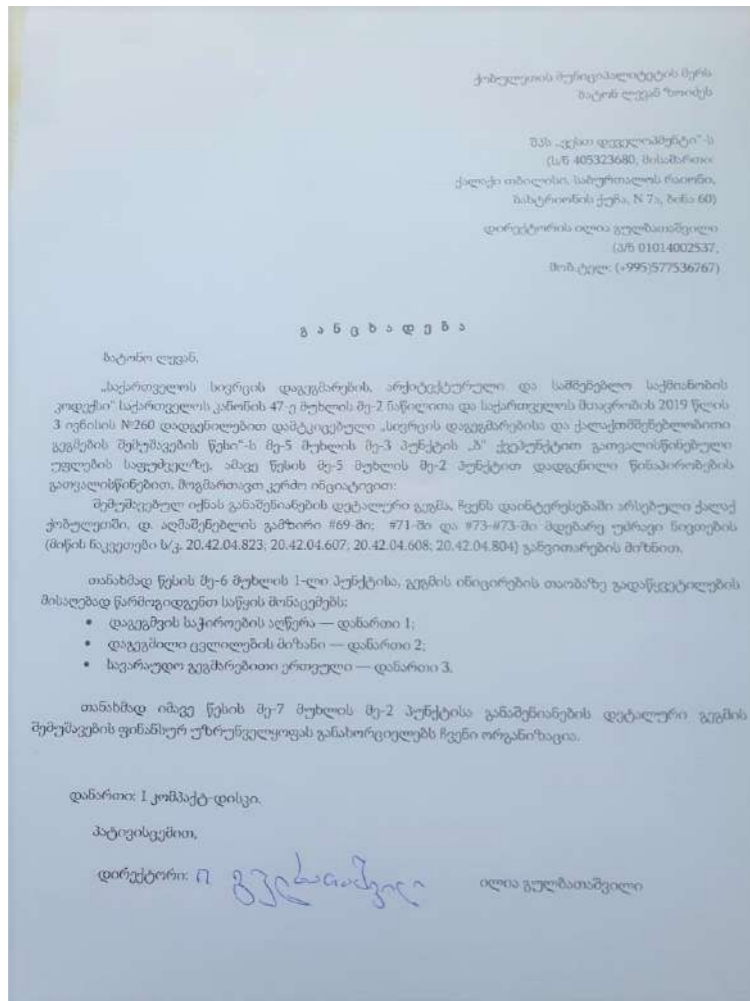 ქობულეთის მუნიციპალიტეტის მერს
ბატონ ლევან ზოიძეს
შპს „ვესთ დეველოპმენტი“-ს
(ს/ნ 405323680, მისამართი:
ქალაქი თბილისი, საბურთალოს რაიონი,
ბახტრიონის ქუჩა, N 7ა, ბინა 60)
დირექტორის ილია გულბათაშვილი
(პ/ნ 01014002537,
მობ.ტელ: (+995)577536767)
განცხადება
ბატონო ლევან,
„საქართველოს სივრცის დაგეგმარების, არქიტექტურული და სამშენებლო საქმიანობის
კოდექსი“ საქართველოს კანონის 47-ე მუხლის მე-2 ნაწილითა და საქართველოს მთავრობის 2019 წლის
3 ივნისის №260 დადგენილებით დამტკიცებული „სივრცის დაგეგმარებისა და ქალაქთმშენებლობითი
გეგმების შემუშავების წესი“-ს მე-5 მუხლის მე-3 პუნქტის „ბ“ ქვეპუნქტით გათვალისწინებული
უფლების საფუძველზე, ამავე წესის მე-5 მუხლის მე-2 პუნქტით დადგენილი წინაპირობების
გათვალისწინებით, მოგმართავთ კერძო ინციატივით:
შემუშავებულ იქნას განაშენიანების დეტალური გეგმა, ჩვენს დაინტერესებაში არსებული ქალაქ
ქობულეთში, დ. აღმაშენებლის გამზირი #69-ში; #71-ში და #73-#73-ში მდებარე უძრავი ნივთების
(მიწის ნაკვეთები ს/კ. 20.42.04.823; 20.42.04.607; 20.42.04.608; 20.42.04.804) განვითარების მიზნით.
თანახმად წესის მე-6 მუხლის 1-ლი პუნქტისა, გეგმის ინიცირების თაობაზე გადაწყვეტილების
მისაღებად წარმოგიდგენთ საწყის მონაცემებს:
• დაგეგმვის საჭიროების აღწერა — დანართი 1;
• დაგეგმილი ცვლილების მიზანი — დანართი 2;
• სავარაუდო გეგმარებითი ერთეული — დანართი 3.
თანახმად იმავე წესის მე-7 მუხლის მე-2 პუნქტისა განაშენიანების დეტალური გეგმის
შემუშავების ფინანსურ უზრუნველყოფას განახორციელებს ჩვენი ორგანიზაცია.
დანართი: 1 კომპაქტ-დისკი.
პატივისცემით,
დირექტორი: ი გულბათაშვილი ილია გულბათაშვილი